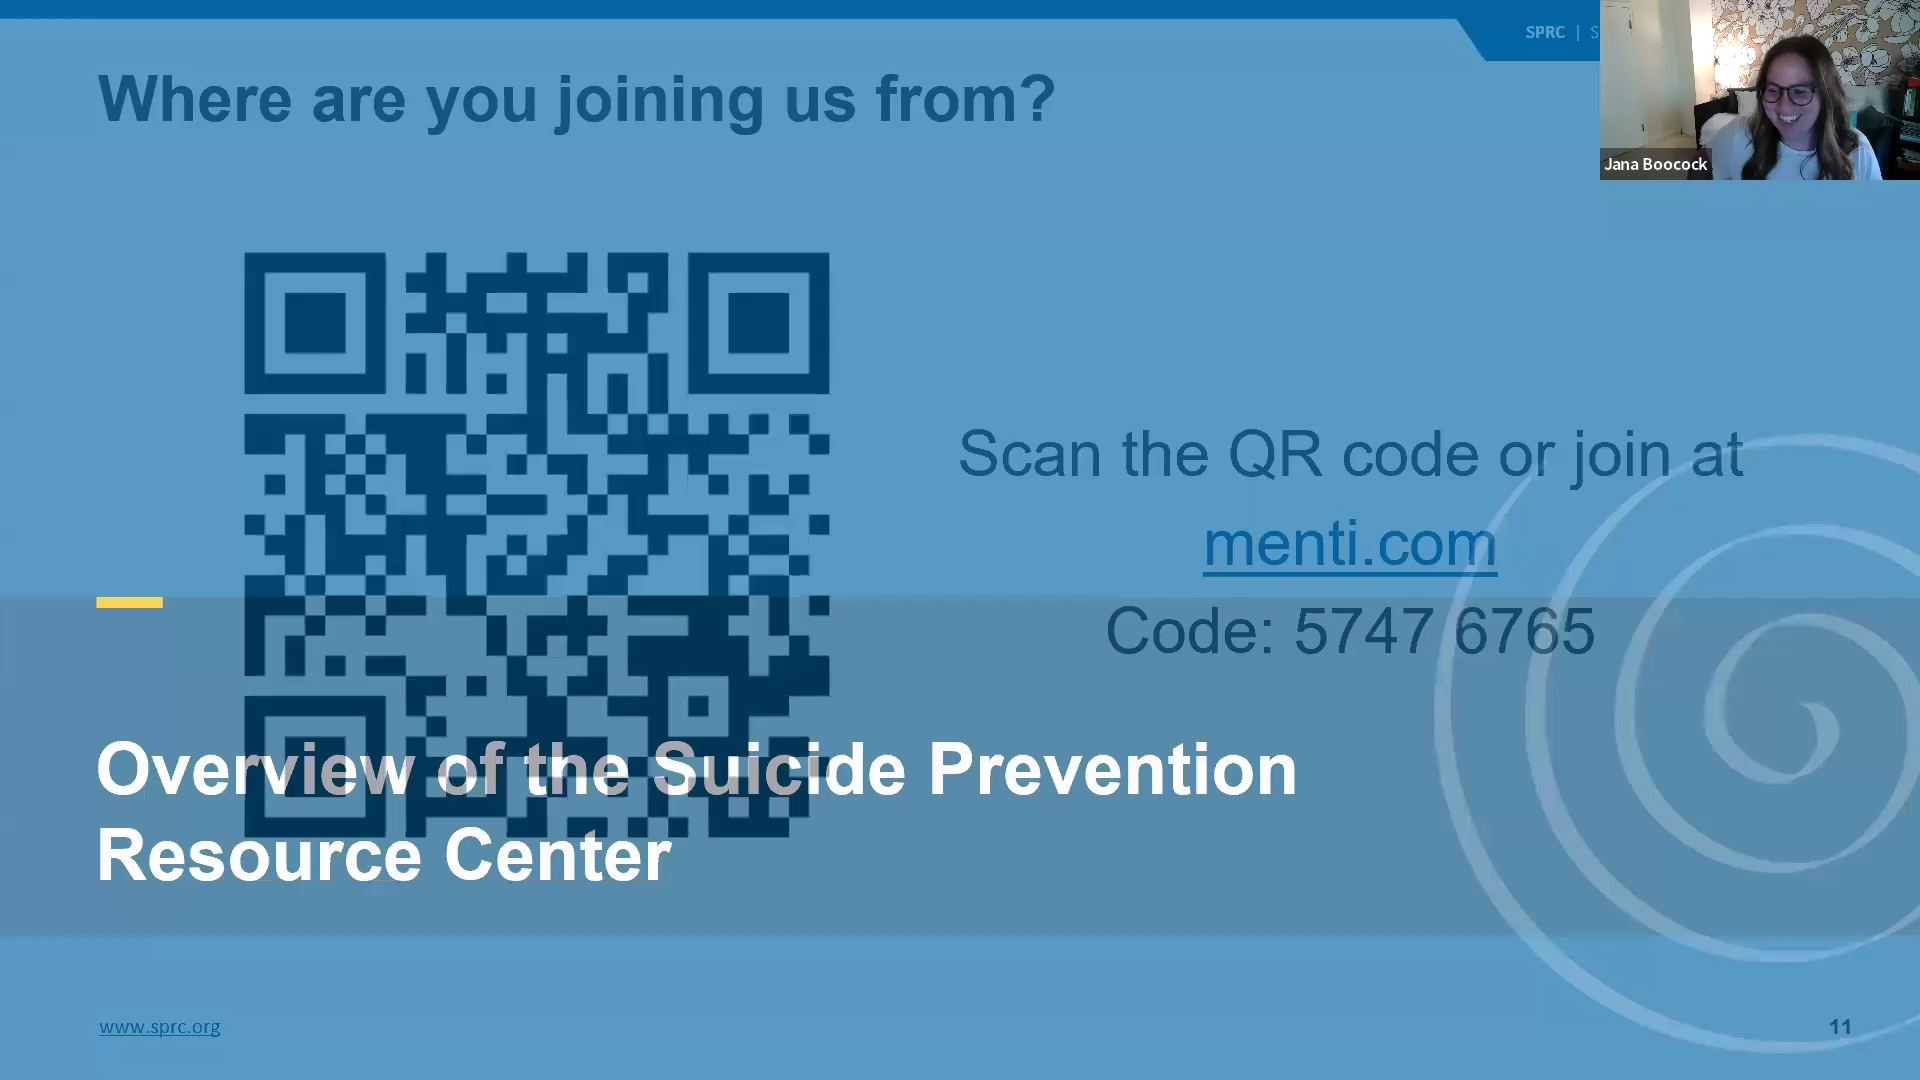 SPRC | S
Where are you joining us from?
Jana Boocock
Scan the QR code or join at
menti.com
Code: 5747 6765
Overview of the Suicide Prevention
Resource Center
www.sprc.org
11